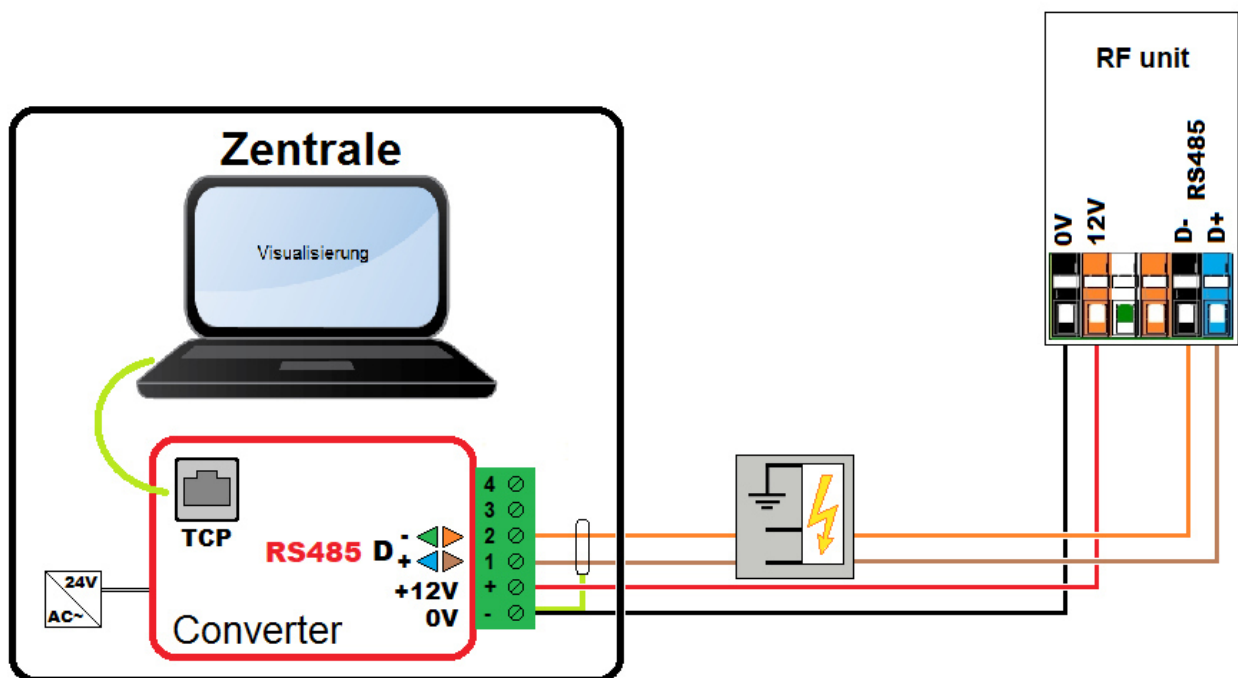 RF unit
RS485
0V
12V
D-
D+
Zentrale
Visualisierung
TCP
RS485 D - +
+12V
0V
Converter
4
3
2
1
+
-
24V
AC~